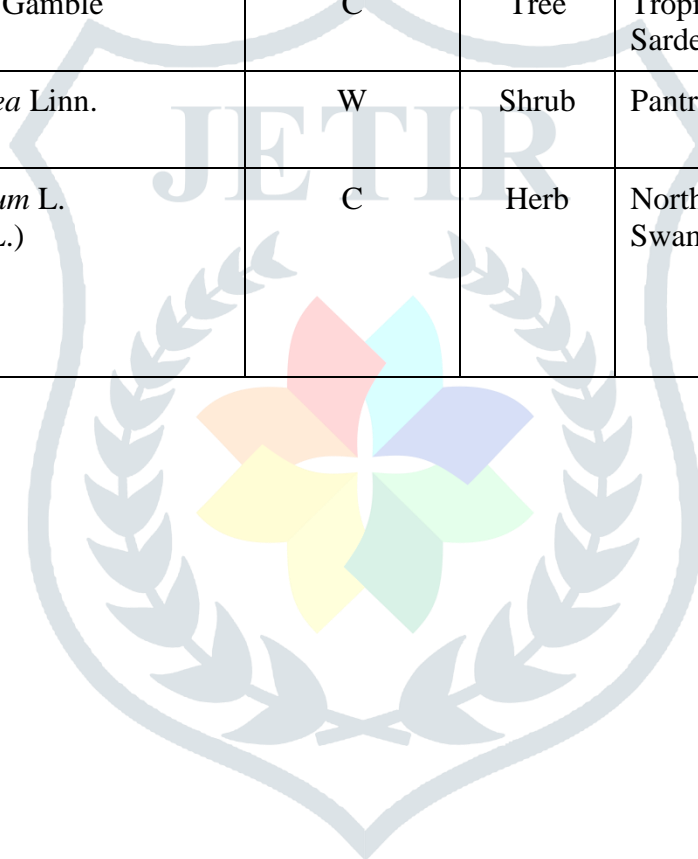 Gamble C Tree Tropi
Sarde
ea Linn. W Shrub Pantr
um L. C Herb North
L.) Swan
JETIR